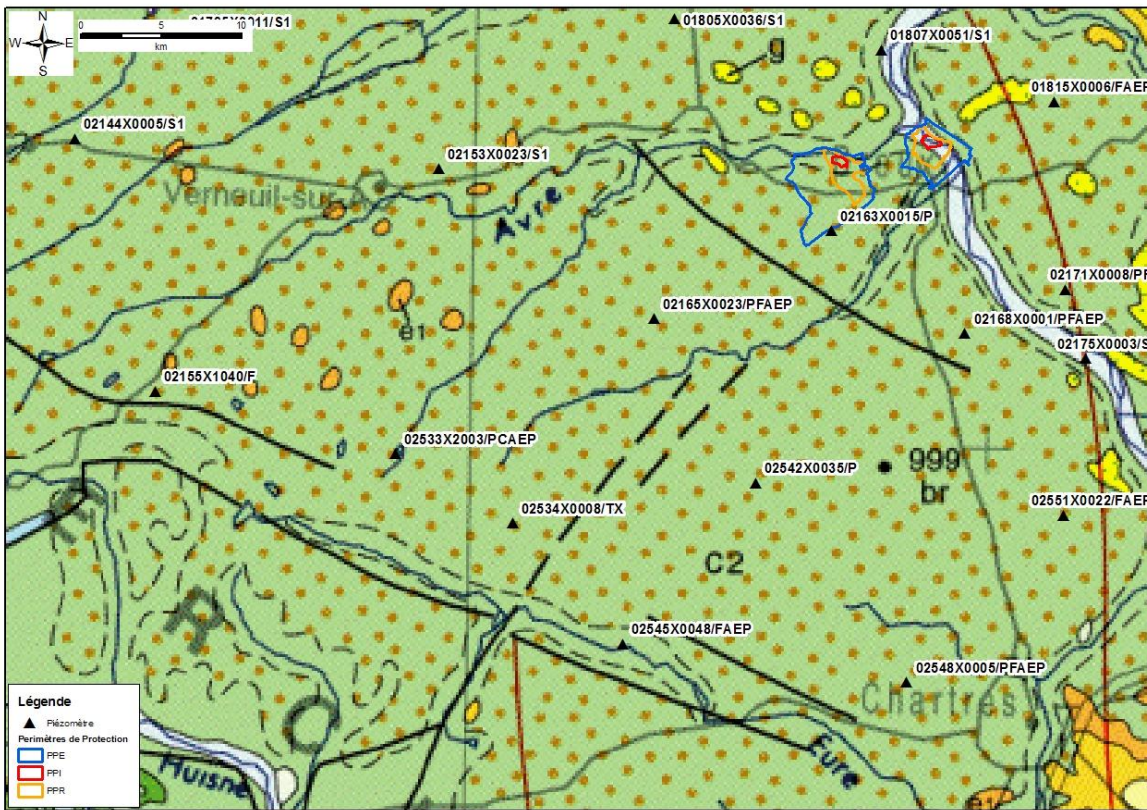 N
W E
S
0 5 10
km
01805X0036/S1
01807X0051/S1
g
01815X0006/FAEP
02144X0005/S1
02153X0023/S1
Verneuil-sur-A
Avre
02163X0015/P
02171X0008/PF
02165X0023/PFAEP
02168X0001/PFAEP
e1
02175X0003/S
02155X1040/F
02533X2003/PCAEP
999
br
02542X0035/P
02534X0008/TX
02551X0022/FAEP
C2
R
02545X0048/FAEP
02548X0005/PFAEP
Chartres
Légende
Piézomètre
Perimètres de Protection
PPE
PPI
PPR
Huisne
Eure